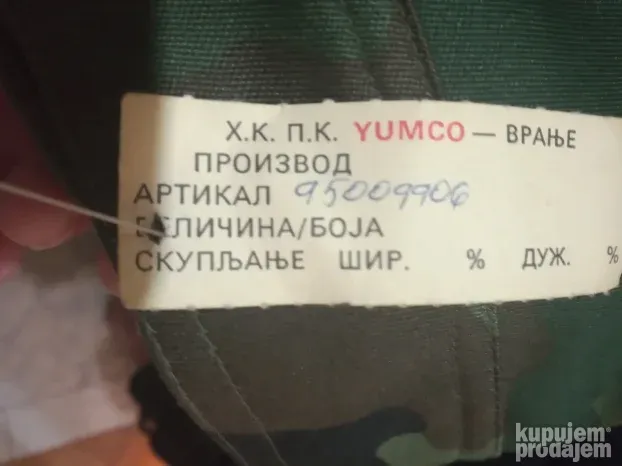 Х.К. П.К. YUMCO — ВРАЊЕ
ПРОИЗВОД
АРТИКАЛ 95009906
ВЕЛИЧИНА/БОЈА
СКУПЉАЊЕ ШИР. % ДУЖ. %
kupujem
prodajem